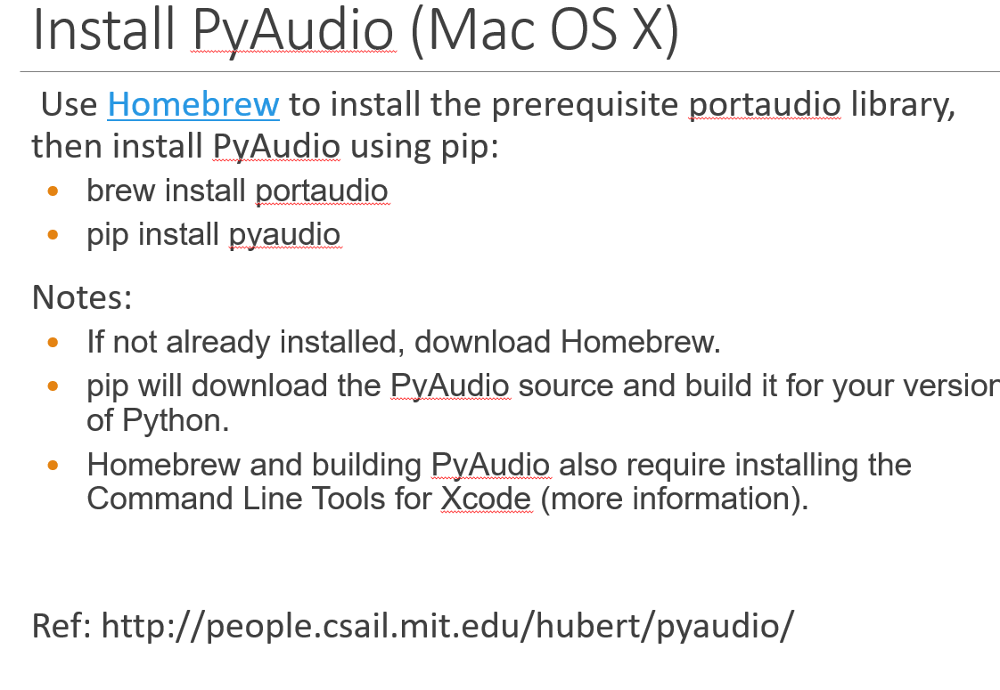 Install PyAudio (Mac OS X)
Use Homebrew to install the prerequisite portaudio library,
then install PyAudio using pip:
• brew install portaudio
• pip install pyaudio
Notes:
• If not already installed, download Homebrew.
• pip will download the PyAudio source and build it for your version
of Python.
• Homebrew and building PyAudio also require installing the
Command Line Tools for Xcode (more information).
Ref: http://people.csail.mit.edu/hubert/pyaudio/